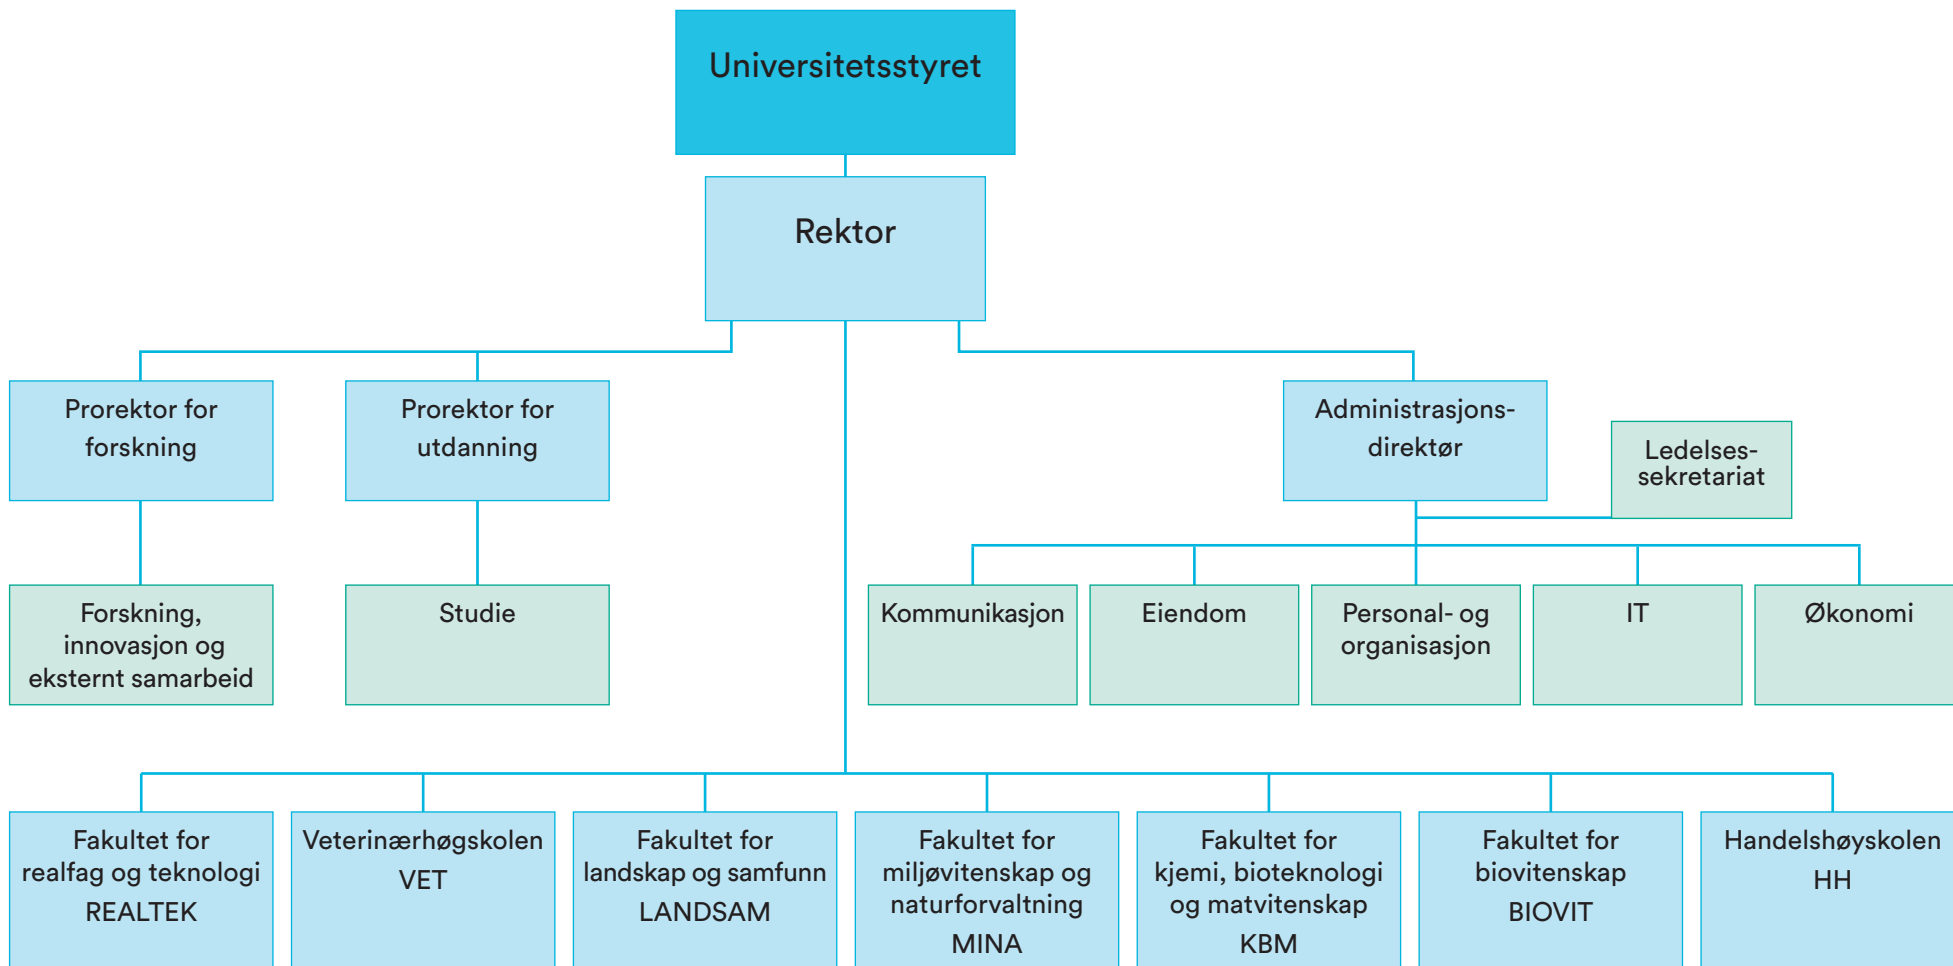 Universitetsstyret
Rektor
Prorektor for
forskning
Prorektor for
utdanning
Administrasjons-
direktør
Ledelses-
sekretariat
Forskning,
innovasjon og
eksternt samarbeid
Studie
Kommunikasjon
Eiendom
Personal- og
organisasjon
IT
Økonomi
Fakultet for
realfag og teknologi
REALTEK
Veterinærhøgskolen
VET
Fakultet for
landskap og samfunn
LANDSAM
Fakultet for
miljøvitenskap og
naturforvaltning
MINA
Fakultet for
kjemi, bioteknologi
og matvitenskap
KBM
Fakultet for
biovitenskap
BIOVIT
Handelshøyskolen
HH